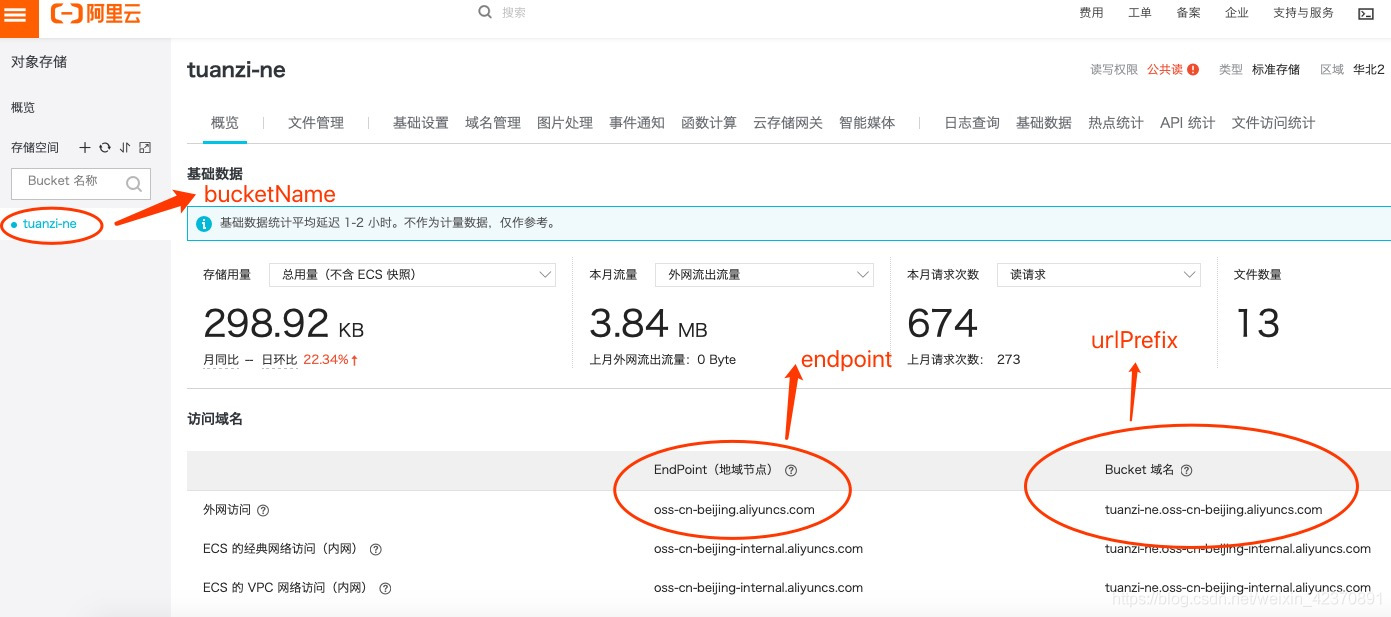 阿里云
搜索
费用 工单 备案 企业 支持与服务
对象存储
概览
存储空间
Bucket 名称
tuanzi-ne
tuanzi-ne
读写权限 公共读 类型 标准存储 区域 华北2
概览 文件管理 基础设置 域名管理 图片处理 事件通知 函数计算 云存储网关 智能媒体 日志查询 基础数据 热点统计 API 统计 文件访问统计
基础数据
bucketName
基础数据统计平均延迟 1-2 小时。不作为计量数据，仅作参考。
存储用量 总用量（不含 ECS 快照） 本月流量 外网流出流量 本月请求次数 读请求 文件数量
298.92 KB 3.84 MB 674 13
月同比 -- 日环比 22.34%↑ 上月外网流出流量：0 Byte 上月请求次数： 273
endpoint
urlPrefix
访问域名
EndPoint（地域节点） Bucket 域名
外网访问 oss-cn-beijing.aliyuncs.com tuanzi-ne.oss-cn-beijing.aliyuncs.com
ECS 的经典网络访问（内网） oss-cn-beijing-internal.aliyuncs.com tuanzi-ne.oss-cn-beijing-internal.aliyuncs.com
ECS 的 VPC 网络访问（内网） oss-cn-beijing-internal.aliyuncs.com tuanzi-ne.oss-cn-beijing-internal.aliyuncs.com
https://blog.csdn.net/weixin_42370891